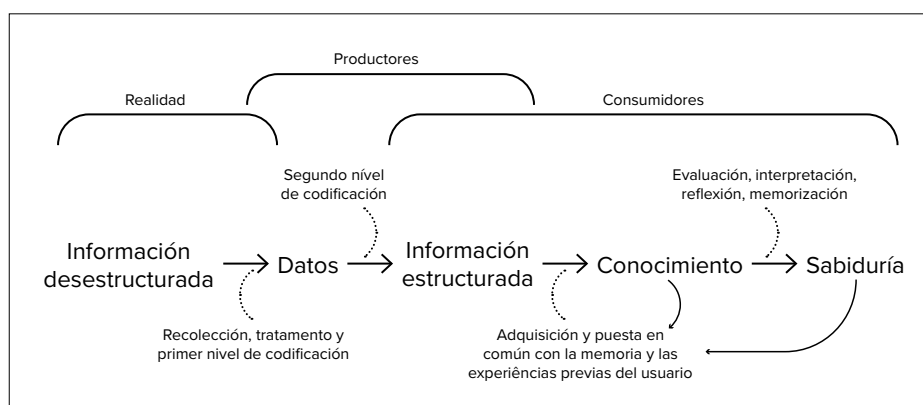 Productores
Realidad
Consumidores
Segundo nível
de codificación
Evaluación, interpretación,
reflexión, memorización
Información
desestructurada
Datos
Información
estructurada
Conocimiento
Sabiduría
Recolección, tratamento y
primer nivel de codificación
Adquisición y puesta en
común con la memoria y las
experiências previas del usuario